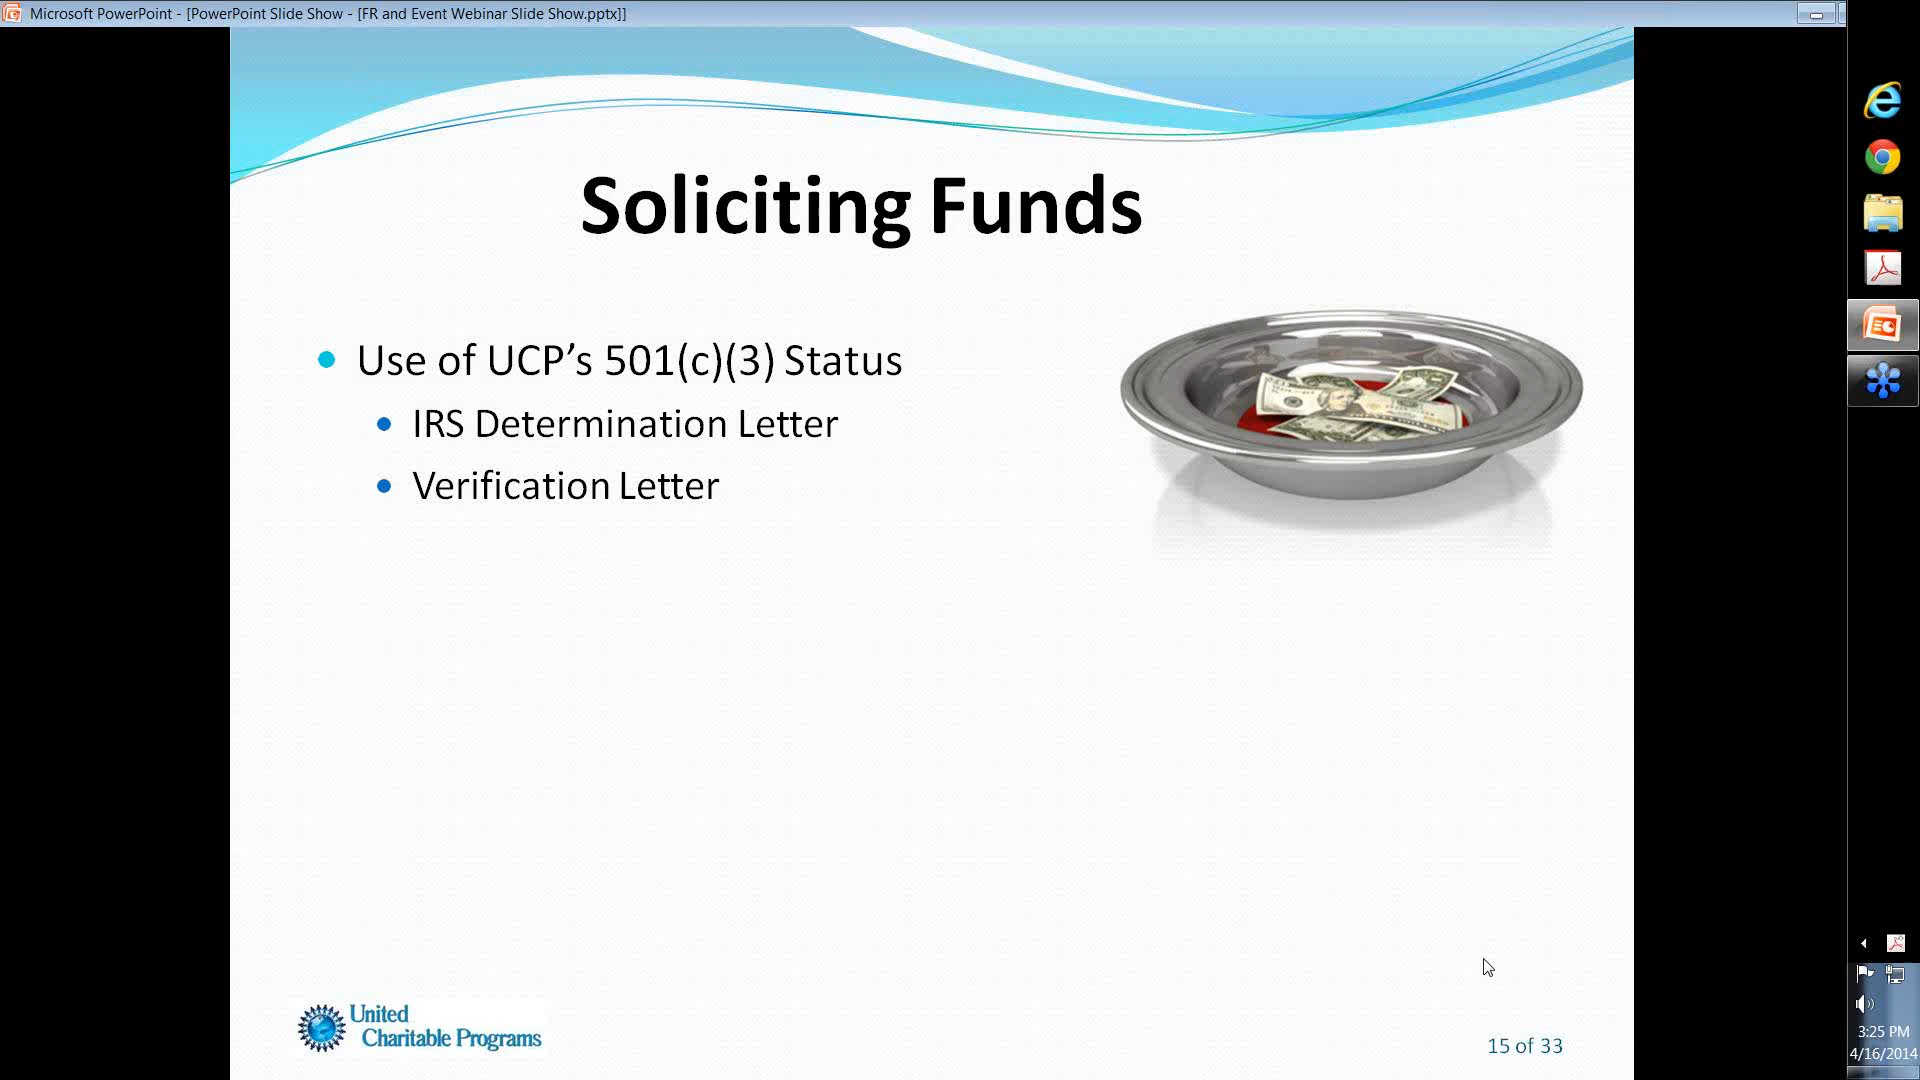 Microsoft PowerPoint - [PowerPoint Slide Show - [FR and Event Webinar Slide Show.pptx]]
Soliciting Funds
Use of UCP’s 501(c)(3) Status
IRS Determination Letter
Verification Letter
United
Charitable Programs
15 of 33
3:25 PM
4/16/2014